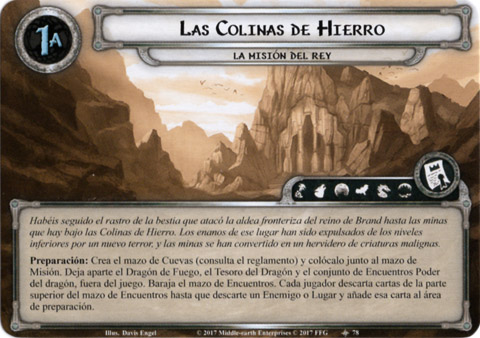 1A
Las Colinas de Hierro
La misión del rey
Habéis seguido el rastro de la bestia que atacó la aldea fronteriza del reino de Brand hasta las minas
que hay bajo las Colinas de Hierro. Los enanos de ese lugar han sido expulsados de los niveles
inferiores por un nuevo terror, y las minas se han convertido en un hervidero de criaturas malignas.
Preparación: Crea el mazo de Cuevas (consulta el reglamento) y colócalo junto al mazo de
Misión. Deja aparte el Dragón de Fuego, el Tesoro del Dragón y el conjunto de Encuentros Poder
del dragón, fuera del juego. Baraja el mazo de Encuentros. Cada jugador descarta cartas de la parte
superior del mazo de Encuentros hasta que descarte un Enemigo o Lugar y añade esa carta al área
de preparación.
Illus. Davis Engel © 2017 Middle-earth Enterprises © 2017 FFG 78